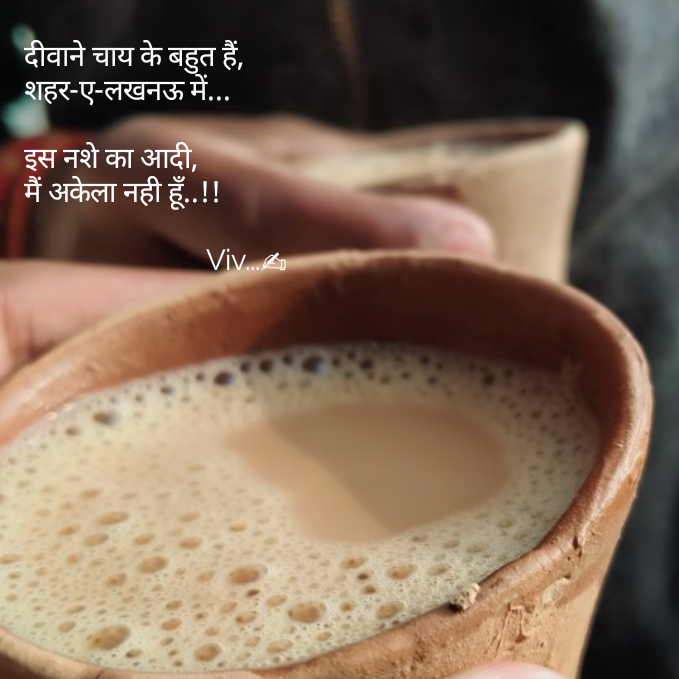 दीवाने चाय के बहुत हैं,
शहर-ए-लखनऊ में...
इस नशे का आदी,
मैं अकेला नही हूँ..!!
Viv...✍